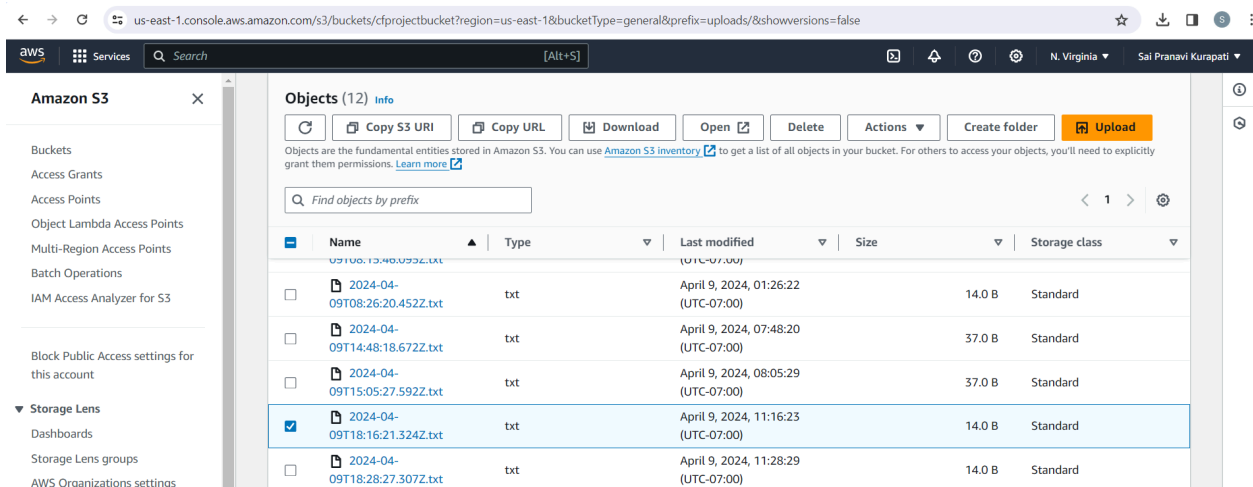 us-east-1.console.aws.amazon.com/s3/buckets/cfprojectbucket?region=us-east-1&bucketType=general&prefix=uploads/&showversions=false
S
aws
Services
Search
[Alt+S]
N. Virginia ▼
Sai Pranavi Kurapati ▼
Amazon S3
Buckets
Access Grants
Access Points
Object Lambda Access Points
Multi-Region Access Points
Batch Operations
IAM Access Analyzer for S3
Block Public Access settings for
this account
▼ Storage Lens
Dashboards
Storage Lens groups
AWS Organizations settings
Objects (12) Info
Copy S3 URI
Copy URL
Download
Open
Delete
Actions ▼
Create folder
Upload
Objects are the fundamental entities stored in Amazon S3. You can use Amazon S3 inventory to get a list of all objects in your bucket. For others to access your objects, you'll need to explicitly
grant them permissions. Learn more
Find objects by prefix
1
Name Type Last modified Size Storage class
09T08:15:46.095Z.txt (UTC-07:00)
2024-04- April 9, 2024, 01:26:22
txt 14.0 B Standard
09T08:26:20.452Z.txt (UTC-07:00)
2024-04- April 9, 2024, 07:48:20
txt 37.0 B Standard
09T14:48:18.672Z.txt (UTC-07:00)
2024-04- April 9, 2024, 08:05:29
txt 37.0 B Standard
09T15:05:27.592Z.txt (UTC-07:00)
2024-04- April 9, 2024, 11:16:23
txt 14.0 B Standard
09T18:16:21.324Z.txt (UTC-07:00)
2024-04- April 9, 2024, 11:28:29
txt 14.0 B Standard
09T18:28:27.307Z.txt (UTC-07:00)